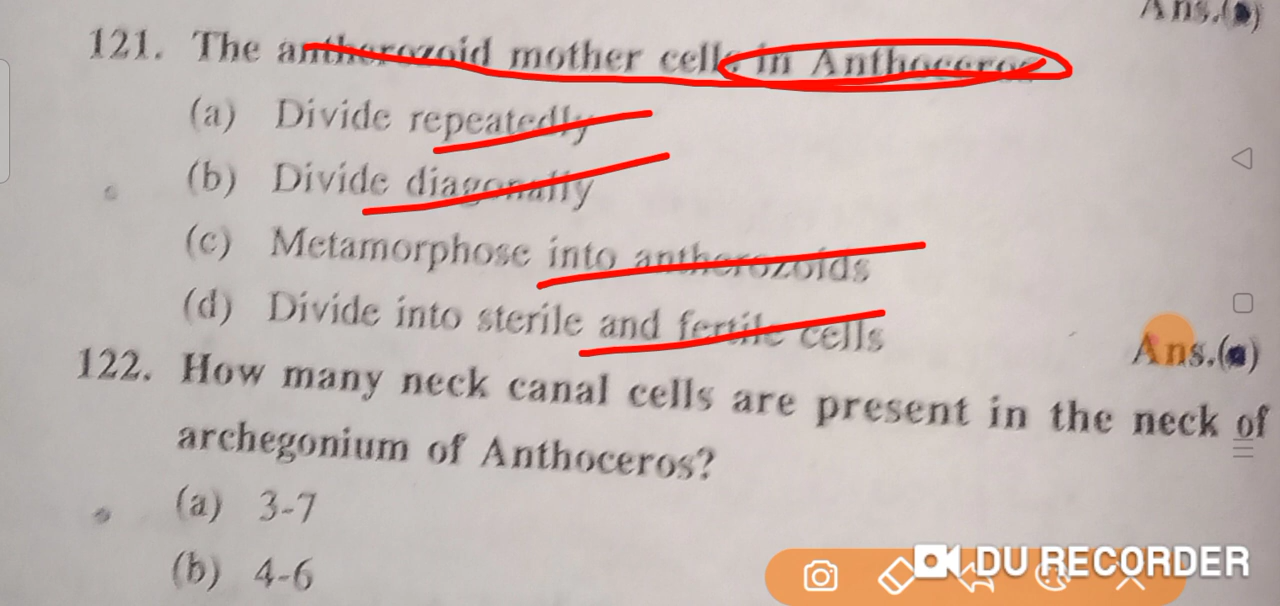 Ans.(
121. The antherozoid mother cells in Anthoceros
(a) Divide repeatedly
(b) Divide diagonally
(c) Metamorphose into antherozoids
(d) Divide into sterile and fertile cells
Ans.(a)
122. How many neck canal cells are present in the neck of
archegonium of Anthoceros?
(a) 3-7
(b) 4-6
DU RECORDER